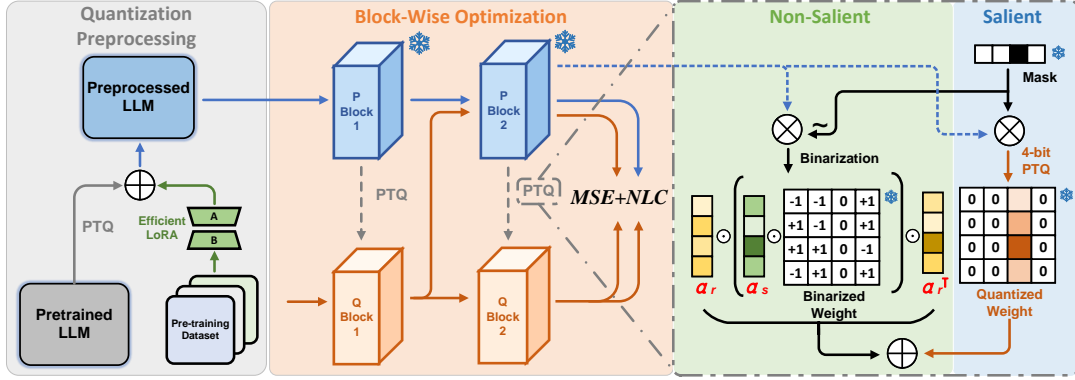 Quantization
Preprocessing
Preprocessed
LLM
PTQ
Efficient
LoRA
A
B
Pretrained
LLM
Pre-training
Dataset
Block-Wise Optimization
P
Block
1
P
Block
2
PTQ
PTQ
MSE+NLC
Q
Block
1
Q
Block
2
Non-Salient
Salient
Mask
~
Binarization
4-bit
PTQ
-1 -1 0 +1
+1 -1 0 +1
+1 +1 0 -1
-1 +1 0 +1
0 0 0
0 0 0
0 0 0
0 0 0
α r
α s
α r T
Binarized
Weight
Quantized
Weight